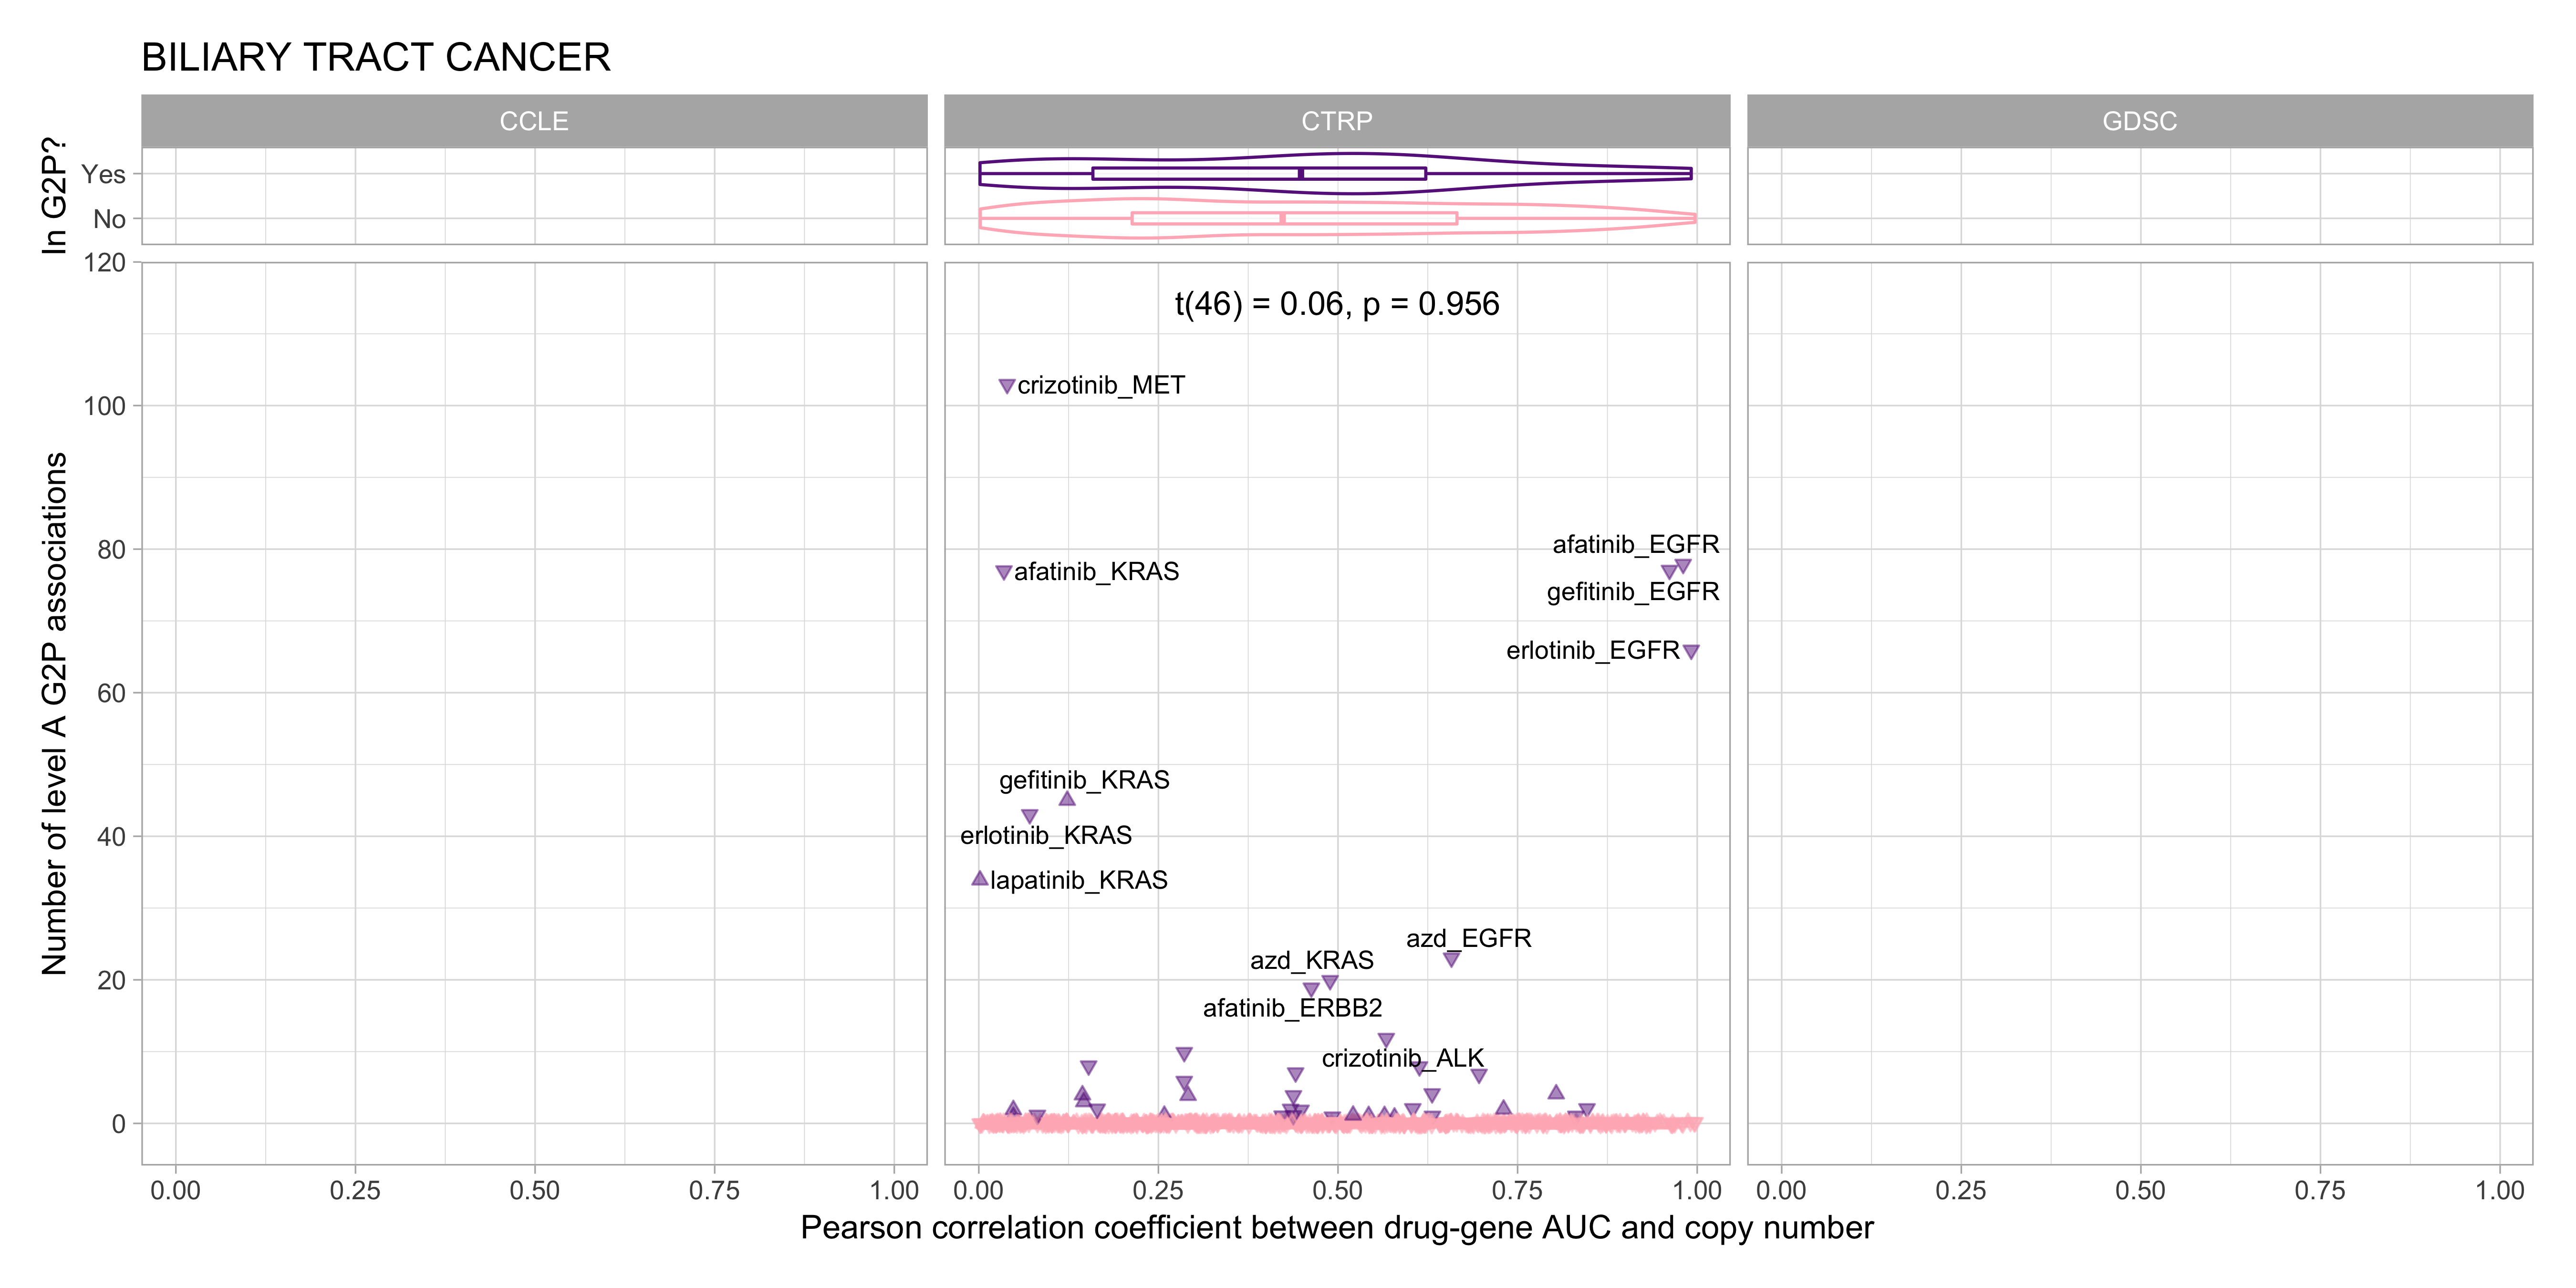 BILIARY TRACT CANCER
CCLE
CTRP
GDSC
In G2P?
Yes
No
Number of level A G2P associations
120
100
80
60
40
20
0
t(46) = 0.06, p = 0.956
crizotinib_MET
afatinib_EGFR
afatinib_KRAS
gefitinib_EGFR
erlotinib_EGFR
gefitinib_KRAS
erlotinib_KRAS
lapatinib_KRAS
azd_EGFR
azd_KRAS
afatinib_ERBB2
crizotinib_ALK
0.00 0.25 0.50 0.75 1.00
0.00 0.25 0.50 0.75 1.00
0.00 0.25 0.50 0.75 1.00
Pearson correlation coefficient between drug-gene AUC and copy number